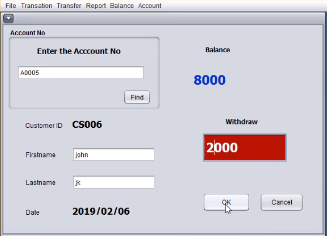 File Transation Transfer Report Balance Account
Account No
Enter the Acccount No
A0005
Find
Balance
8000
Customer ID CS006
Withdraw
2000
Firstname john
Lastname jk
Date 2019/02/06
OK Cancel